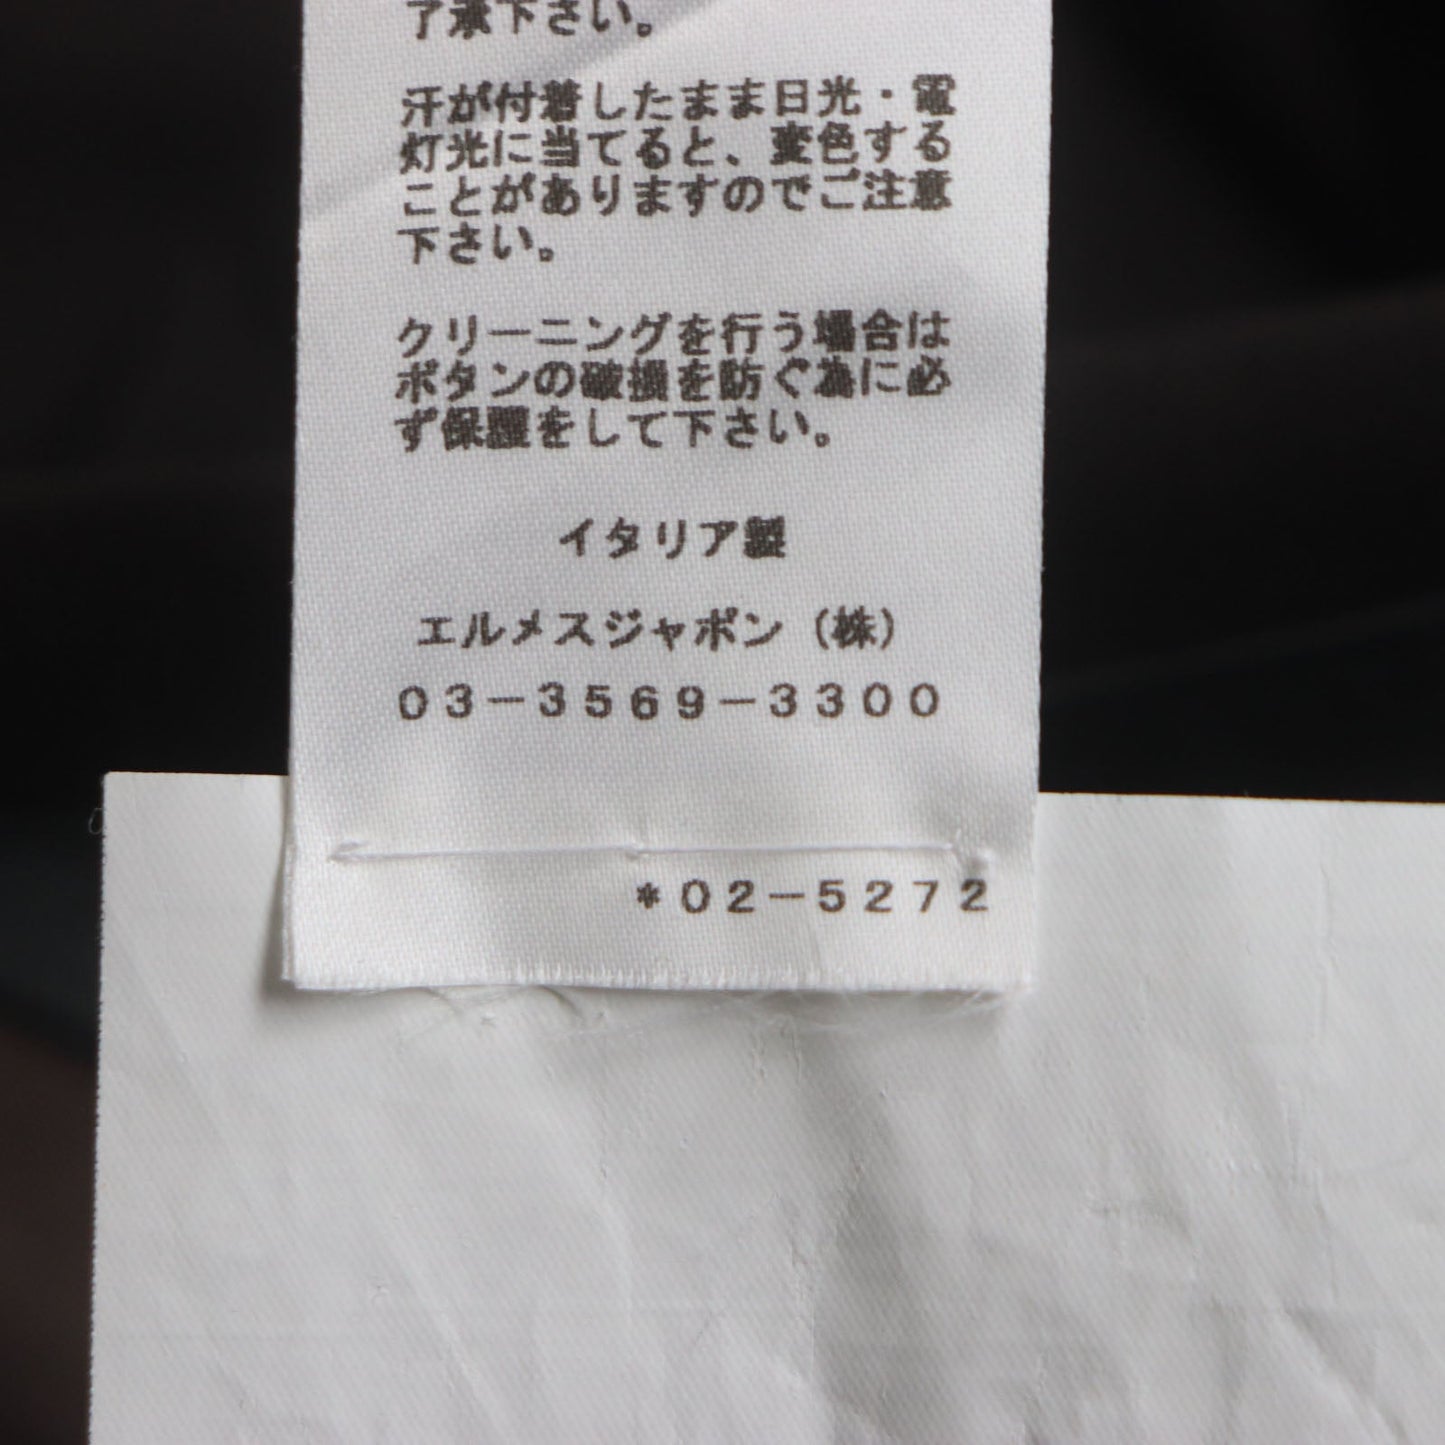 了承下さい。
汗が付着したまま日光・電
灯光に当てると、変色する
ことがありますのでご注意
下さい。
クリーニングを行う場合は
ボタンの破損を防ぐ為に必
ず保護をして下さい。
イタリア製
エルメスジャポン（株）
03-3569-3300
*02-5272